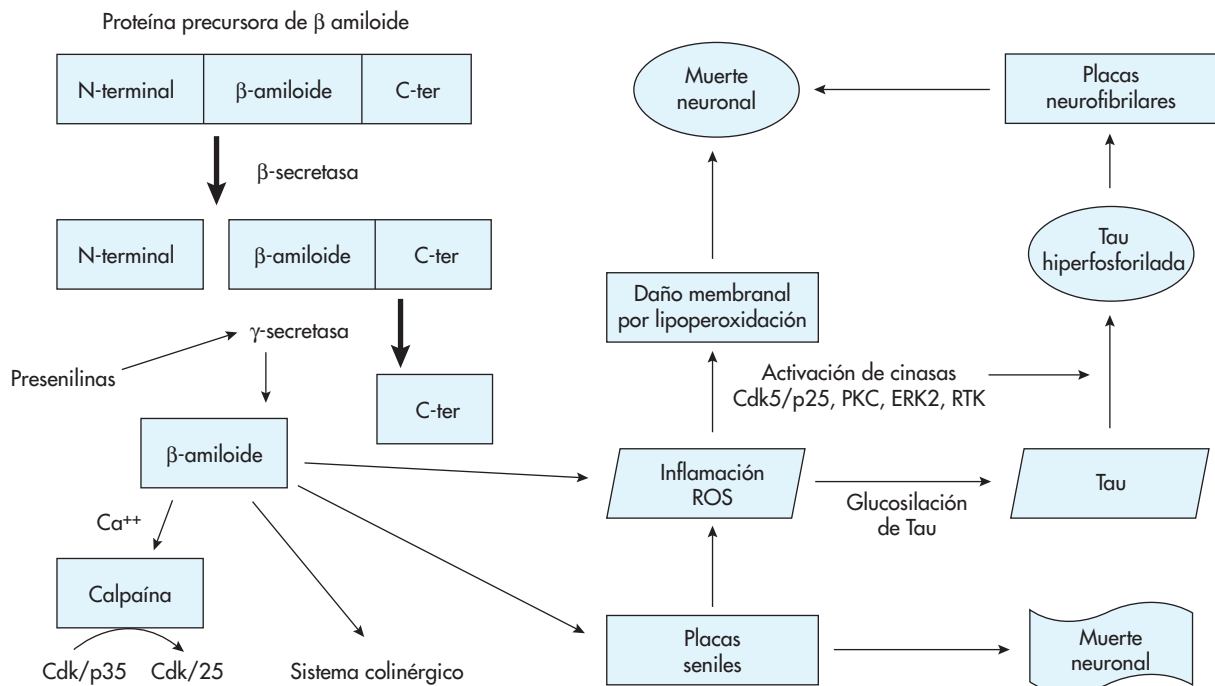 Proteína precursora de β amiloide
N-terminal
β-amiloide
C-ter
β-secretasa
N-terminal
β-amiloide
C-ter
γ-secretasa
Presenilinas
C-ter
β-amiloide
Ca++
Calpaína
Cdk/p35
Cdk/25
Sistema colinérgico
Muerte
neuronal
Placas
neurofibrilares
Tau
hiperfosforilada
Daño membranal
por lipoperoxidación
Activación de cinasas
Cdk5/p25, PKC, ERK2, RTK
Inflamación
ROS
Glucosilación
de Tau
Tau
Placas
seniles
Muerte
neuronal